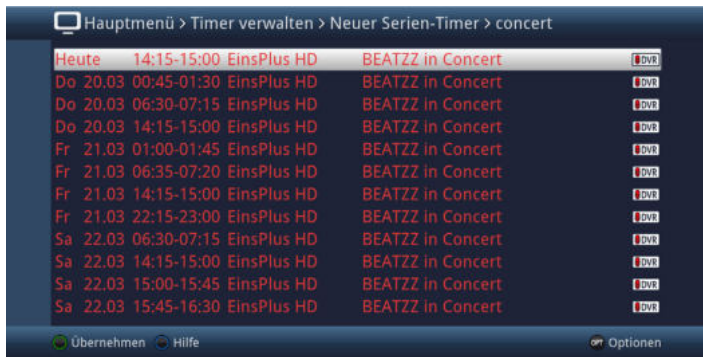 Hauptmenü > Timer verwalten > Neuer Serien-Timer > concert
Heute 14:15-15:00 EinsPlus HD BEATZZ in Concert DVR
Do 20.03 00:45-01:30 EinsPlus HD BEATZZ in Concert DVR
Do 20.03 06:30-07:15 EinsPlus HD BEATZZ in Concert DVR
Do 20.03 14:15-15:00 EinsPlus HD BEATZZ in Concert DVR
Fr 21.03 01:00-01:45 EinsPlus HD BEATZZ in Concert DVR
Fr 21.03 06:35-07:20 EinsPlus HD BEATZZ in Concert DVR
Fr 21.03 14:15-15:00 EinsPlus HD BEATZZ in Concert DVR
Fr 21.03 22:15-23:00 EinsPlus HD BEATZZ in Concert DVR
Sa 22.03 06:30-07:15 EinsPlus HD BEATZZ in Concert DVR
Sa 22.03 14:15-15:00 EinsPlus HD BEATZZ in Concert DVR
Sa 22.03 15:00-15:45 EinsPlus HD BEATZZ in Concert DVR
Sa 22.03 15:45-16:30 EinsPlus HD BEATZZ in Concert DVR
Übernehmen Hilfe OPT Optionen